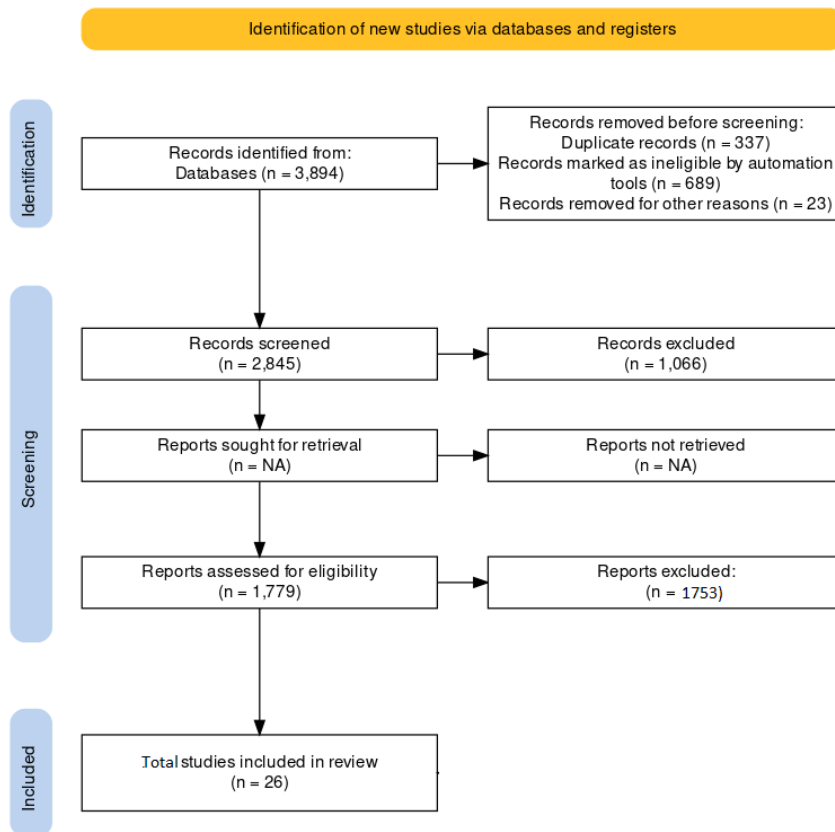 Identification of new studies via databases and registers
Identification
Records identified from:
Databases (n = 3,894)
Records removed before screening:
Duplicate records (n = 337)
Records marked as ineligible by automation
tools (n = 689)
Records removed for other reasons (n = 23)
Screening
Records screened
(n = 2,845)
Records excluded
(n = 1,066)
Reports sought for retrieval
(n = NA)
Reports not retrieved
(n = NA)
Reports assessed for eligibility
(n = 1,779)
Reports excluded:
(n = 1753)
Included
Total studies included in review
(n = 26)